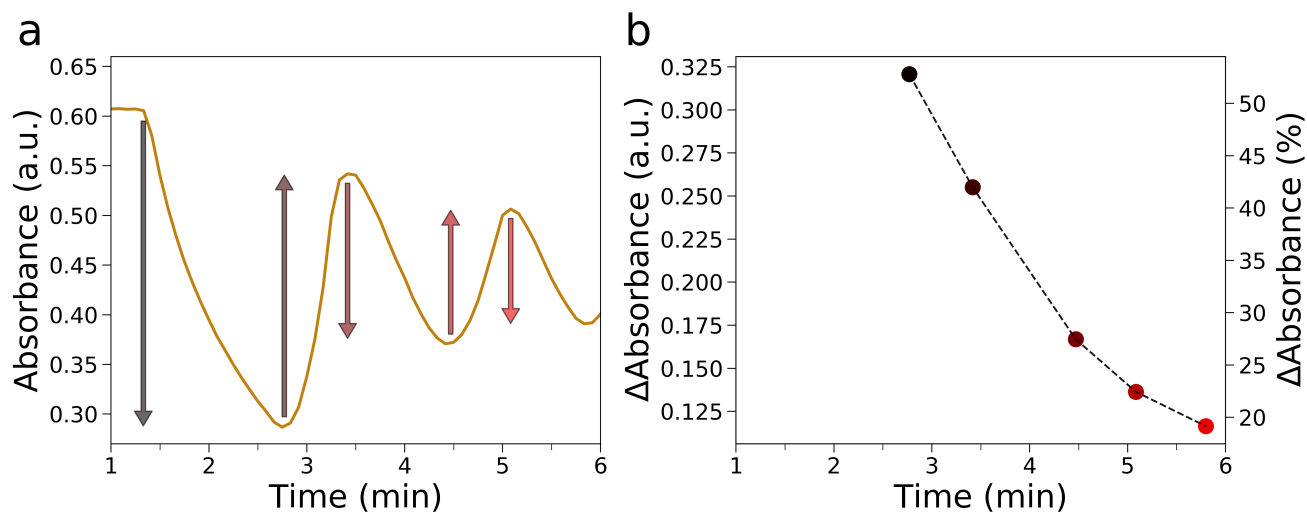 a
Absorbance (a.u.)
0.65
0.60
0.55
0.50
0.45
0.40
0.35
0.30
1 2 3 4 5 6
Time (min)
b
ΔAbsorbance (a.u.)
0.325
0.300
0.275
0.250
0.225
0.200
0.175
0.150
0.125
1 2 3 4 5 6
Time (min)
50
45
40
35
30
25
20
ΔAbsorbance (%)